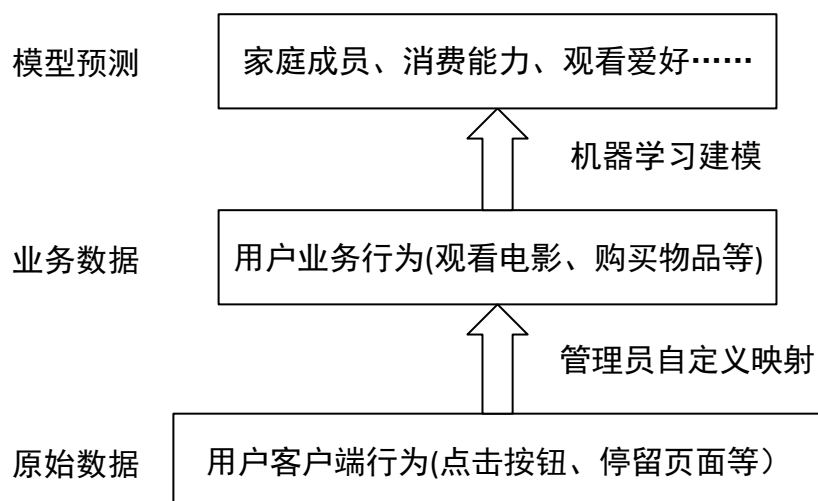 模型预测
家庭成员、消费能力、观看爱好······
机器学习建模
业务数据
用户业务行为(观看电影、购买物品等)
管理员自定义映射
原始数据
用户客户端行为(点击按钮、停留页面等）